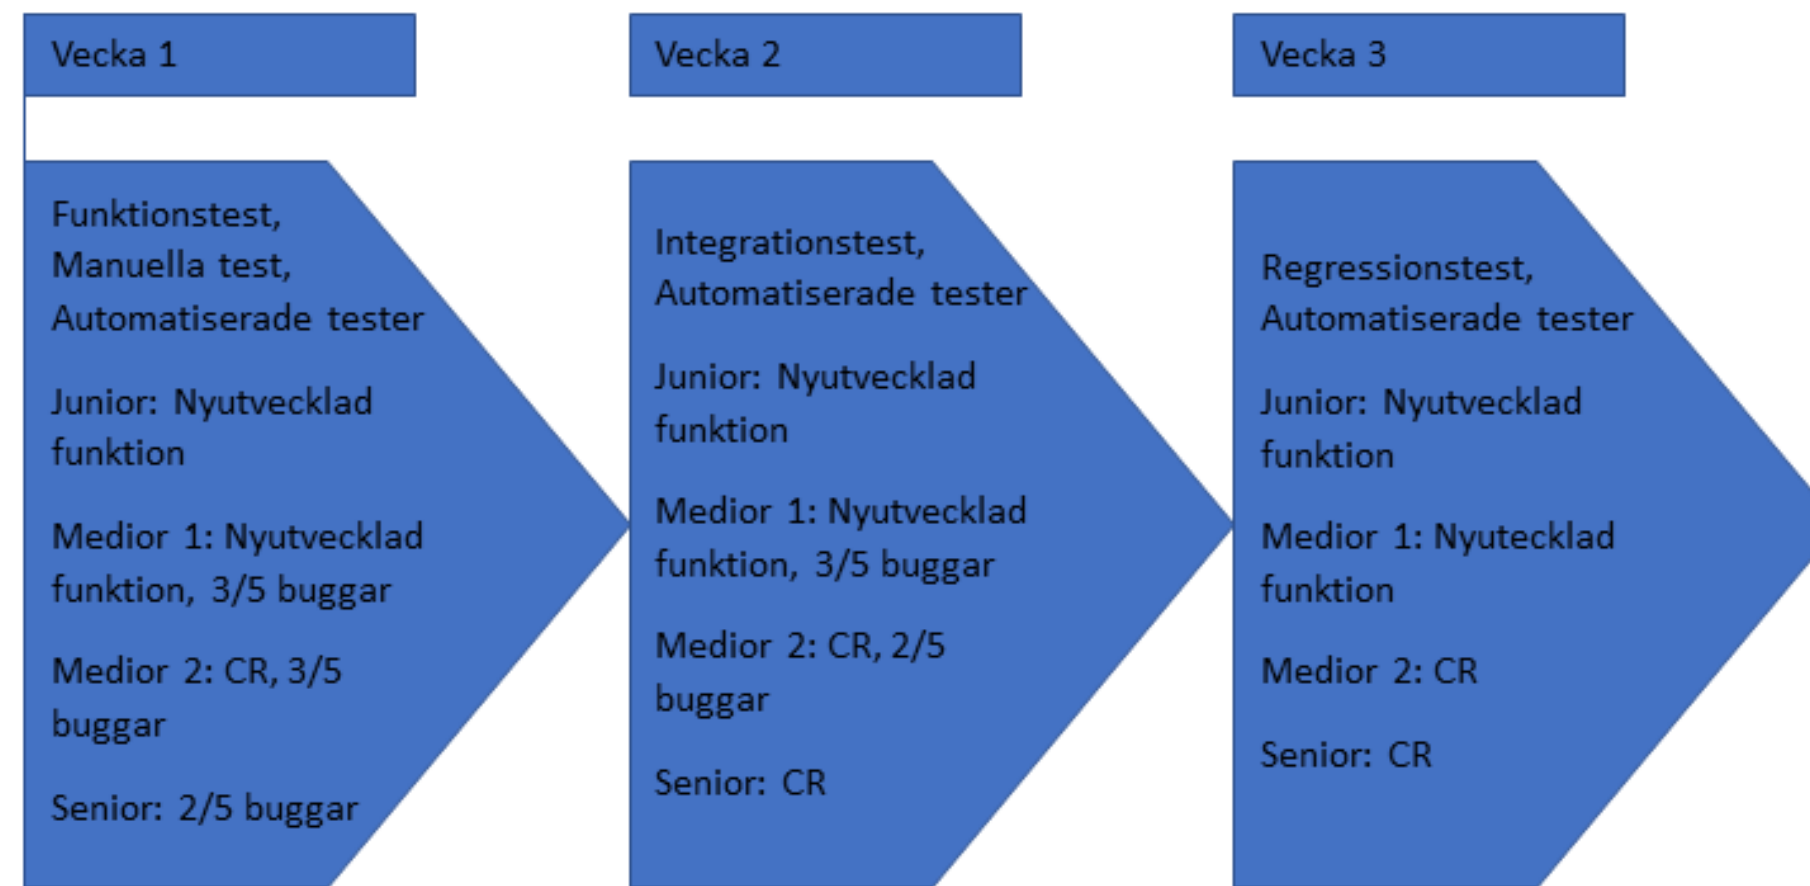 Vecka 1
Funktionstest,
Manuella test,
Automatiserade tester
Junior: Nyutvecklad
funktion
Medior 1: Nyutvecklad
funktion, 3/5 buggar
Medior 2: CR, 3/5
buggar
Senior: 2/5 buggar
Vecka 2
Integrationstest,
Automatiserade tester
Junior: Nyutvecklad
funktion
Medior 1: Nyutvecklad
funktion, 3/5 buggar
Medior 2: CR, 2/5
buggar
Senior: CR
Vecka 3
Regressionstest,
Automatiserade tester
Junior: Nyutvecklad
funktion
Medior 1: Nyutecklad
funktion
Medior 2: CR
Senior: CR